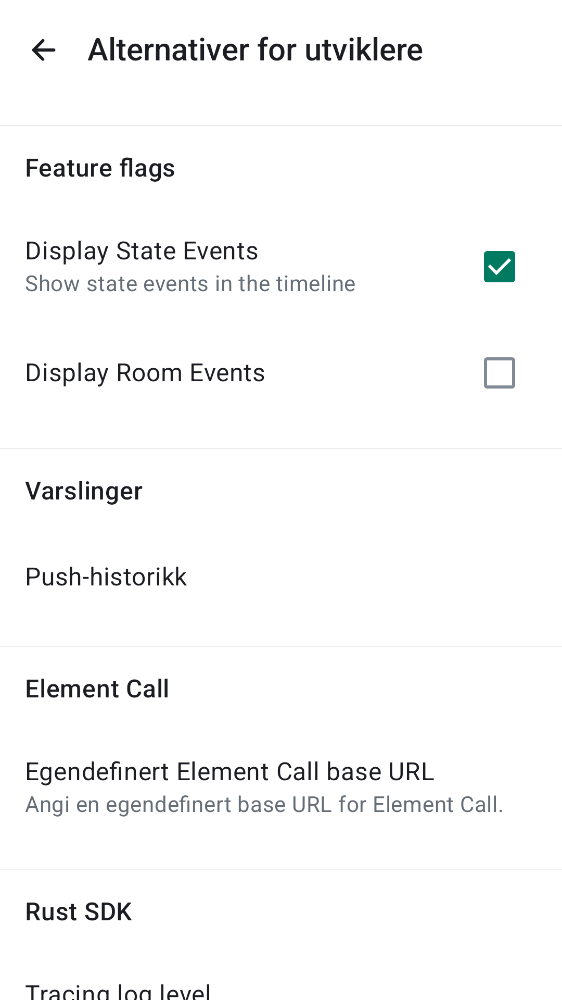 Alternativer for utviklere
Feature flags
Display State Events
Show state events in the timeline
Display Room Events
Varslinger
Push-historikk
Element Call
Egendefinert Element Call base URL
Angi en egendefinert base URL for Element Call.
Rust SDK
Tracing log level